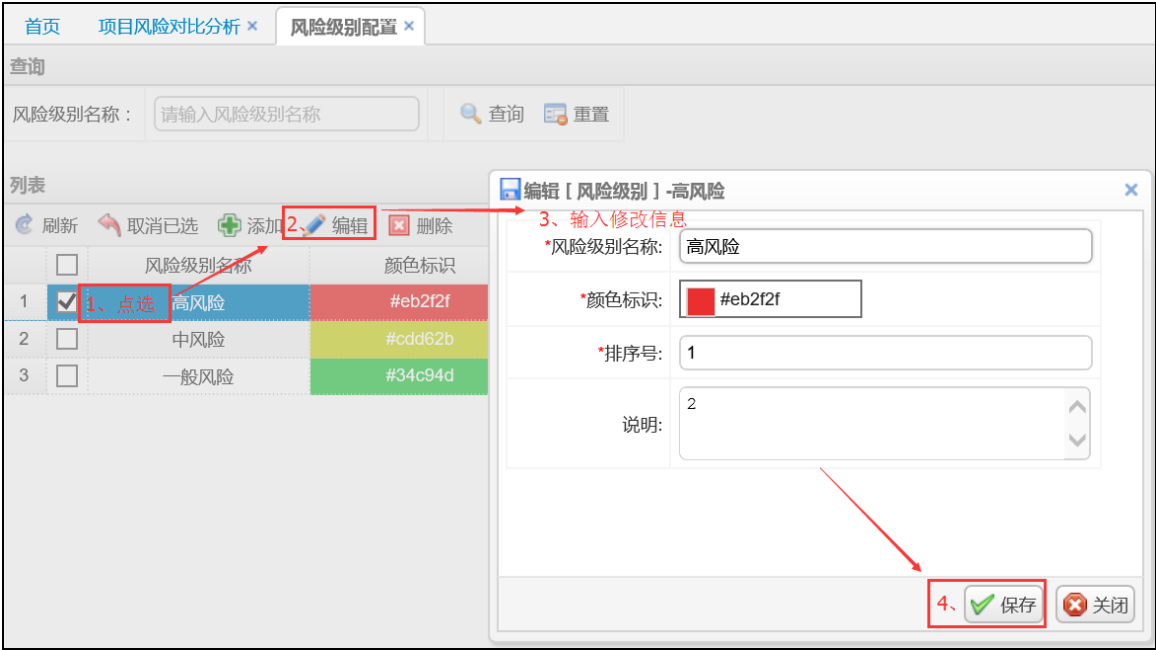 首页 项目风险对比分析 × 风险级别配置 ×
查询
风险级别名称： 请输入风险级别名称 查询 重置
列表
刷新 取消已选 添加 2、 编辑 删除
风险级别名称 颜色标识
1 1、点选 高风险 #eb2f2f
2 中风险 #cdd62b
3 一般风险 #34c94d
编辑 [ 风险级别 ] -高风险 ×
3、输入修改信息
*风险级别名称: 高风险
*颜色标识: #eb2f2f
*排序号: 1
说明: 2
4、 保存 关闭